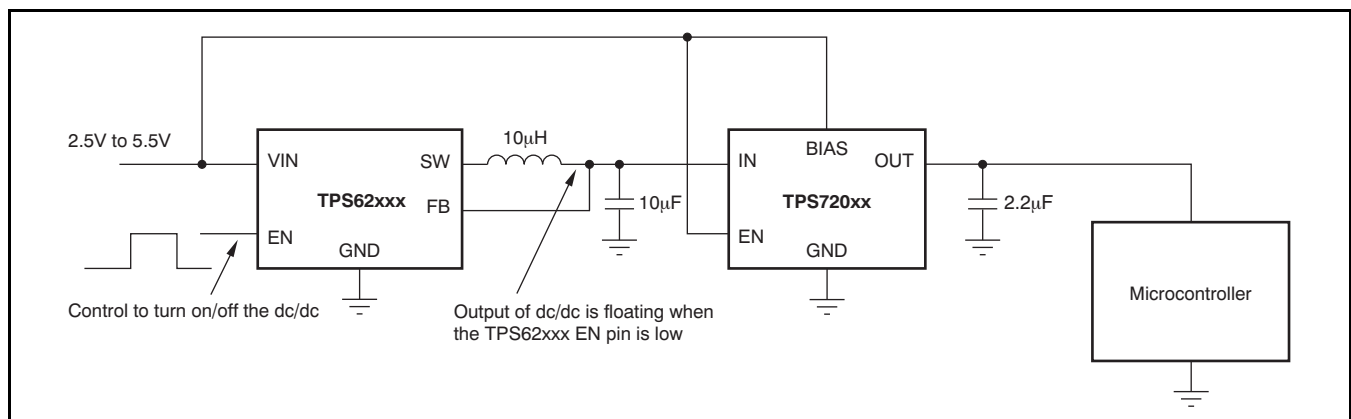 2.5V to 5.5V
VIN
SW
TPS62xxx
FB
EN
GND
10μH
10μF
IN
BIAS
OUT
TPS720xx
EN
GND
2.2μF
Microcontroller
Control to turn on/off the dc/dc
Output of dc/dc is floating when
the TPS62xxx EN pin is low